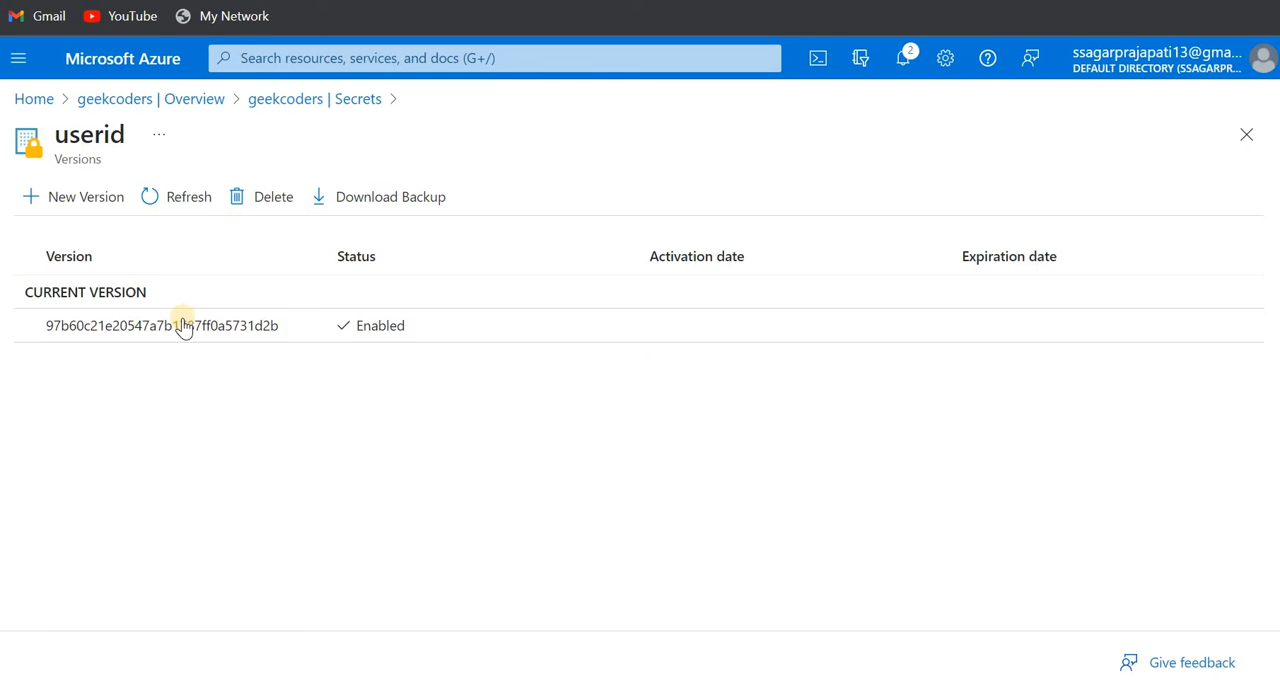 Gmail YouTube My Network
Microsoft Azure Search resources, services, and docs (G+/) 2 ssagarprajapati13@gma...
DEFAULT DIRECTORY (SSAGARPR...
Home > geekcoders | Overview > geekcoders | Secrets >
userid ...
Versions
New Version Refresh Delete Download Backup
Version Status Activation date Expiration date
CURRENT VERSION
Enabled
Give feedback